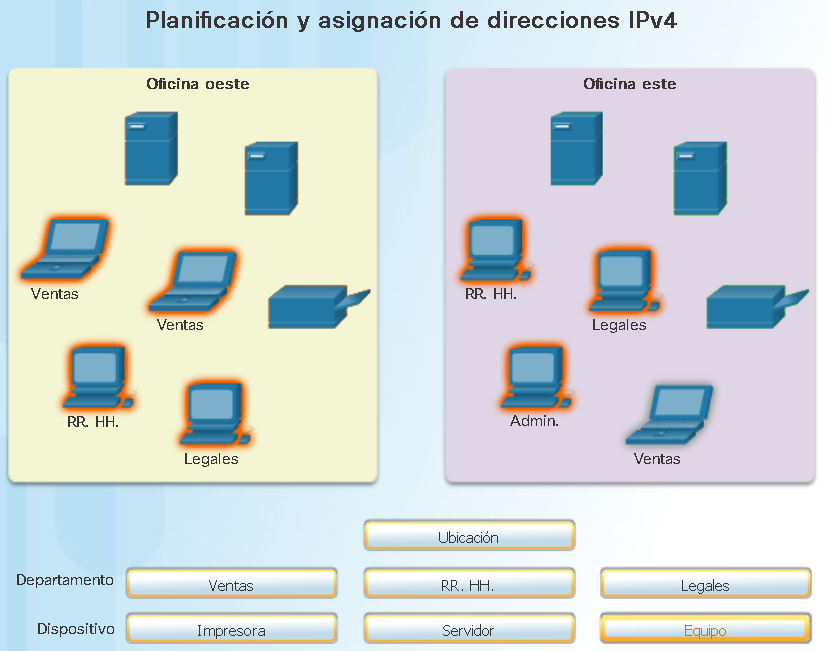 Planificación y asignación de direcciones IPv4
Oficina oeste
Ventas
Ventas
RR. HH.
Legales
Oficina este
RR. HH.
Legales
Admin.
Ventas
Ubicación
Departamento Ventas RR. HH. Legales
Dispositivo Impresora Servidor Equipo